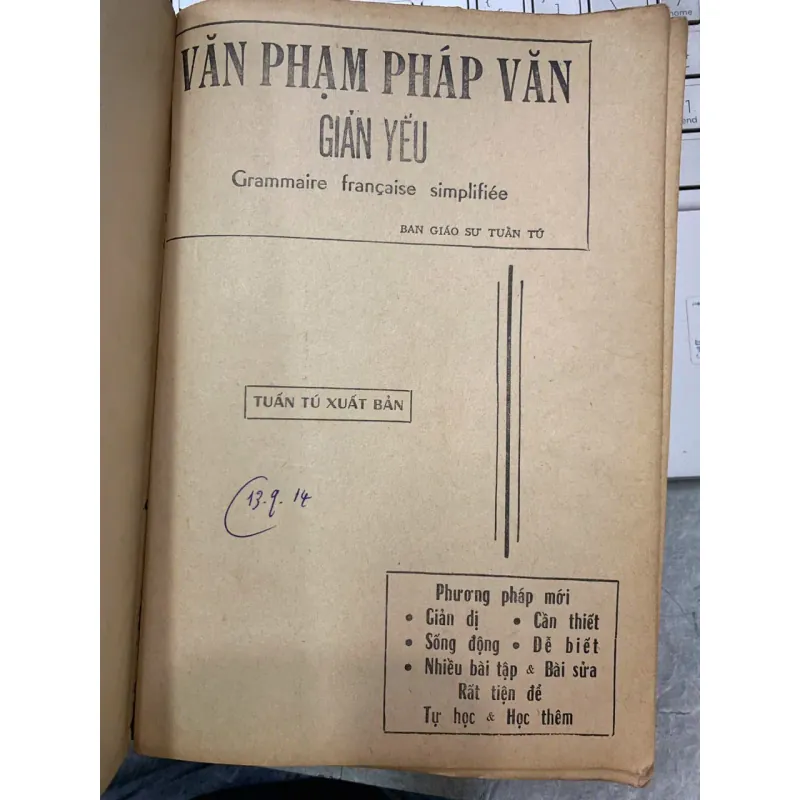 VĂN PHẠM PHÁP VĂN
GIẢN YẾU
Grammaire française simplifiée
BAN GIÁO SƯ TUẤN TÚ
TUẤN TÚ XUẤT BẢN
13.9.14
Phương pháp mới
• Giản dị • Cần thiết
• Sống động • Dễ biết
• Nhiều bài tập & Bài sửa
Rất tiện để
Tự học & Học thêm
home
end